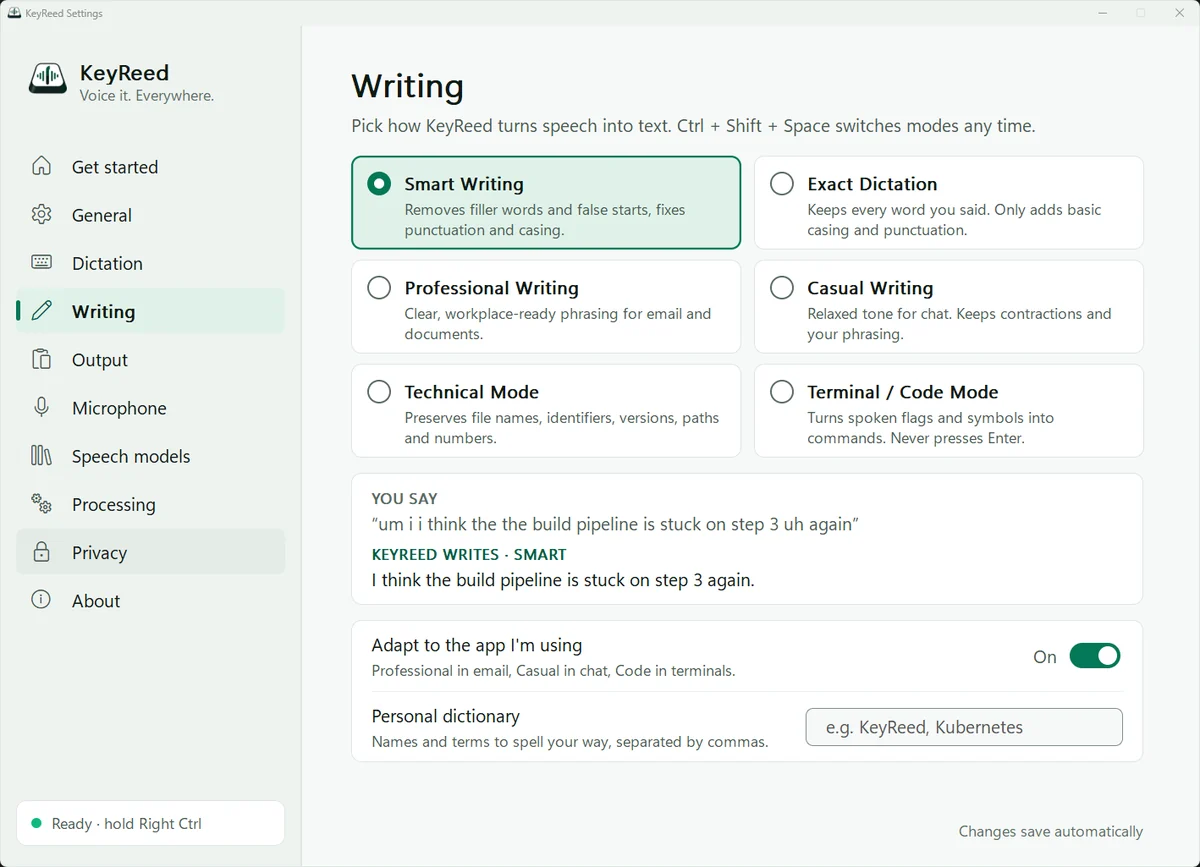 KeyReed Settings
KeyReed
Voice it. Everywhere.
Get started
General
Dictation
Writing
Output
Microphone
Speech models
Processing
Privacy
About
Ready · hold Right Ctrl
Writing
Pick how KeyReed turns speech into text. Ctrl + Shift + Space switches modes any time.
Smart Writing
Removes filler words and false starts, fixes
punctuation and casing.
Exact Dictation
Keeps every word you said. Only adds basic
casing and punctuation.
Professional Writing
Clear, workplace-ready phrasing for email and
documents.
Casual Writing
Relaxed tone for chat. Keeps contractions and
your phrasing.
Technical Mode
Preserves file names, identifiers, versions, paths
and numbers.
Terminal / Code Mode
Turns spoken flags and symbols into
commands. Never presses Enter.
YOU SAY
“um i i think the the build pipeline is stuck on step 3 uh again”
KEYREED WRITES · SMART
I think the build pipeline is stuck on step 3 again.
Adapt to the app I'm using
Professional in email, Casual in chat, Code in terminals.
On
Personal dictionary
Names and terms to spell your way, separated by commas.
e.g. KeyReed, Kubernetes
Changes save automatically